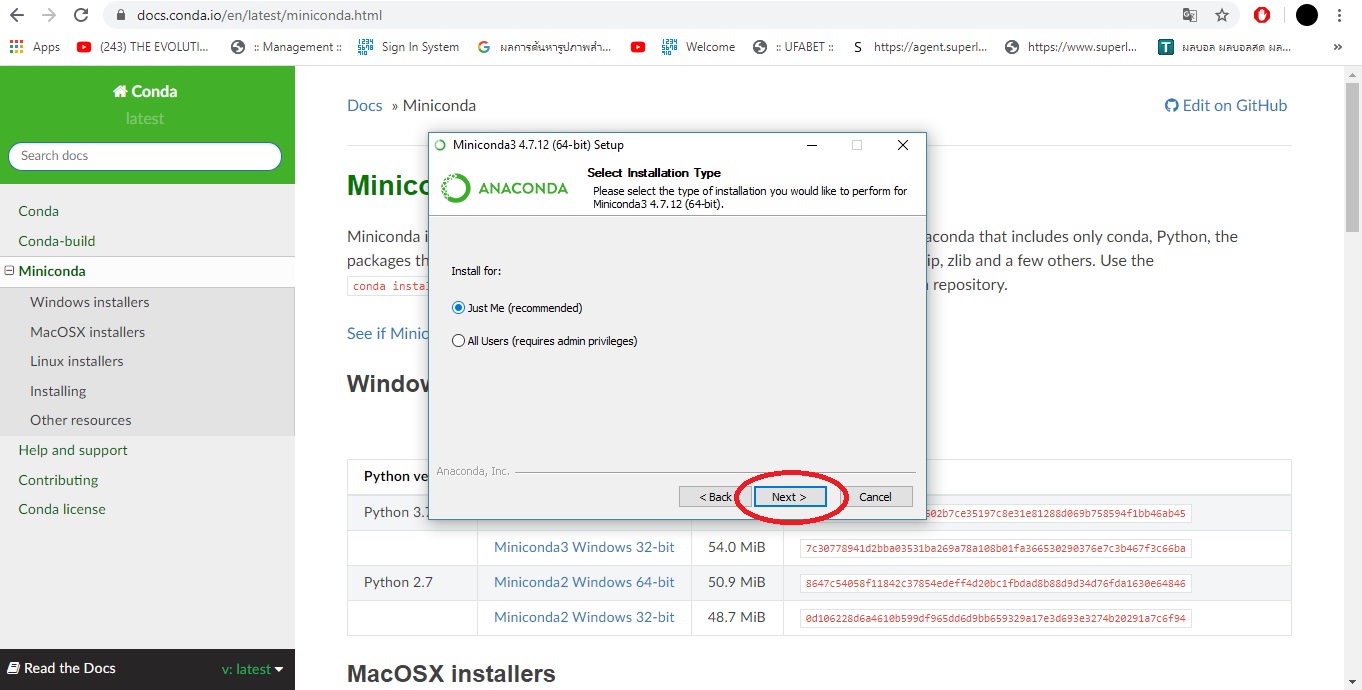 docs.conda.io/en/latest/miniconda.html
Apps
(243) THE EVOLUTI...
:: Management ::
Sign In System
ผลการค้นหารูปภาพสำ...
Welcome
:: UFABET ::
S https://agent.superl...
https://www.superl...
T ผลบอล ผลบอลสด ผล...
»
Conda
latest
Search docs
Conda
Conda-build
Miniconda
Windows installers
MacOSX installers
Linux installers
Installing
Other resources
Help and support
Contributing
Conda license
Read the Docs
v: latest
Docs » Miniconda
Edit on GitHub
Minico
Miniconda i
aconda that includes only conda, Python, the
packages th
ip, zlib and a few others. Use the
conda insta
repository.
See if Minic
Window
Miniconda3 4.7.12 (64-bit) Setup
ANACONDA
Select Installation Type
Please select the type of installation you would like to perform for
Miniconda3 4.7.12 (64-bit).
Install for:
Just Me (recommended)
All Users (requires admin privileges)
Anaconda, Inc.
< Back
Next >
Cancel
Python ve
Python 3.7
502b7ce35197c8e31e81288d069b758594f1bb46ab45
Miniconda3 Windows 32-bit 54.0 MiB 7c30778941d2bba03531ba269a78a108b01fa366530290376e7c3b467f3c66ba
Python 2.7 Miniconda2 Windows 64-bit 50.9 MiB 8647c54058f11842c37854edeff4d20bc1fbdad8b88d9d34d76fda1630e64846
Miniconda2 Windows 32-bit 48.7 MiB 0d106228d6a4610b599df965dd6d9bb659329a17e3d693e3274b20291a7c6f94
MacOSX installers